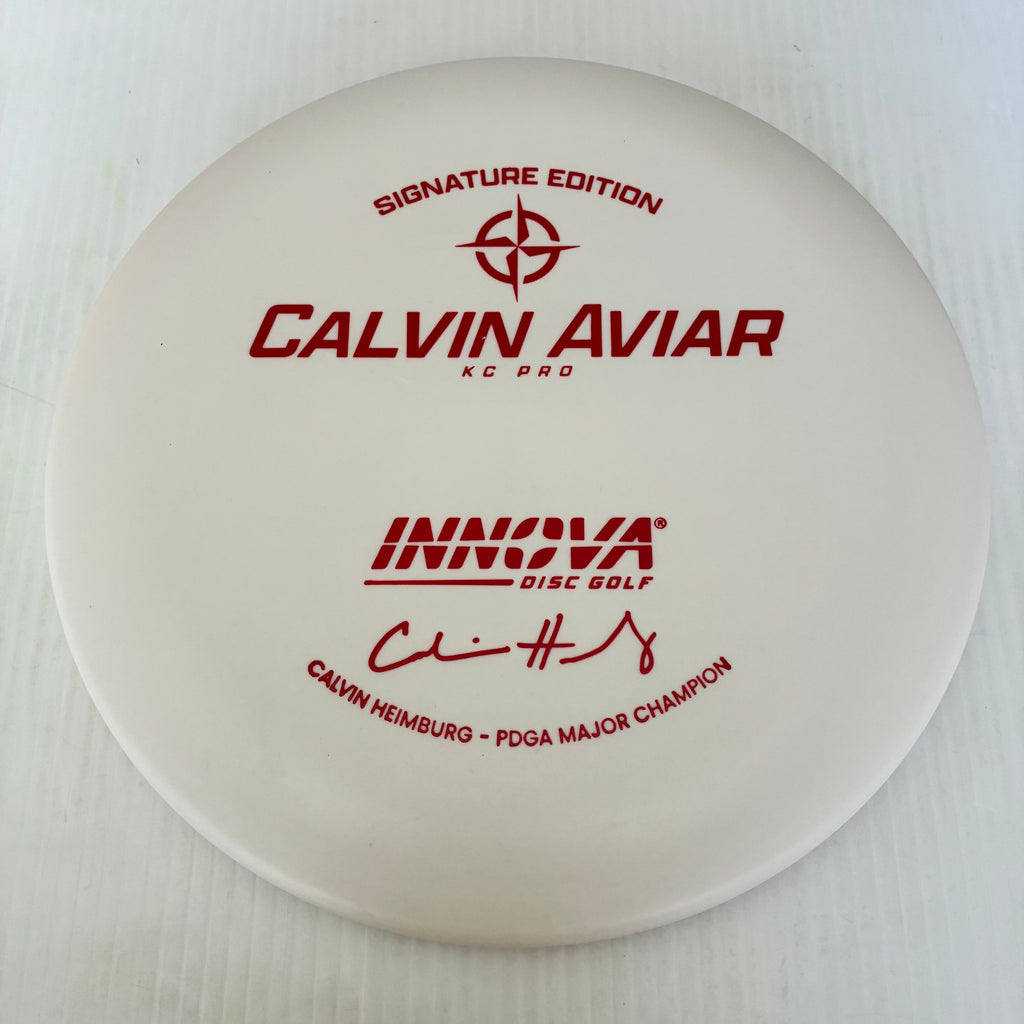 SIGNATURE EDITION
CALVIN AVIAR
KC PRO
INNOVA®
DISC GOLF
CALVIN HEIMBURG - PDGA MAJOR CHAMPION